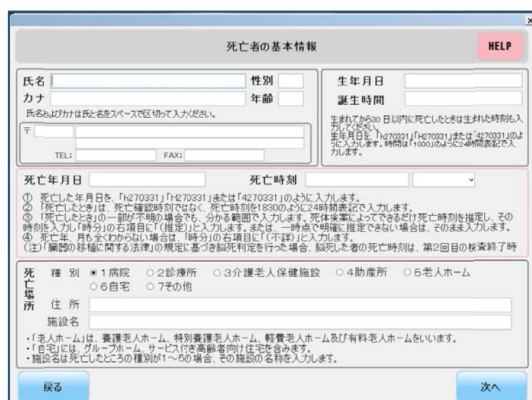 死亡者の基本情報
HELP
氏名 性別
カナ 年齢
氏名およびカナは氏と名をスペースで区切って入力ください。
〒
TEL: FAX:
生年月日
誕生時間
生まれてから30日以内に死亡したときは生まれた時刻も入力してください。
生年月日を、「h270331」「H270331」または「4270331」のように入力します。時間は「1830」のように24時間表記で入力します。
死亡年月日 死亡時刻
① 死亡した年月日を、「h270331」「H270331」または「4270331」のように入力します。
② 「死亡したとき」は、死亡確認時刻ではなく、死亡時刻を1830のように24時間表記で入力します。
③ 「死亡したとき」の一部が不明の場合でも、分かる範囲で入力します。死体検案によってできるだけ死亡時刻を推定し、その
時刻を入力し「時分」の右項目に「(推定)」と入力します。または、一時点で明確に推定できない場合は、そのまま入力します。
④ 死亡年、月も全くわからない場合は、「時分」の右項目に「(不詳)」と入力します。
(注)「臓器の移植に関する法律」の規定に基づき脳死判定を行った場合、脳死した者の死亡時刻は、第2回目の検査終了時
死亡場所
種別 1病院 2診療所 3介護老人保健施設 4助産所 5老人ホーム
6自宅 7その他
住所
施設名
・「老人ホーム」は、養護老人ホーム、特別養護老人ホーム、軽費老人ホーム及び有料老人ホームをいいます。
・「自宅」には、グループホーム、サービス付き高齢者向け住宅を含みます。
・施設名は死亡したところの種別が1～5の場合、その施設の名称を入力します。
戻る 次へ